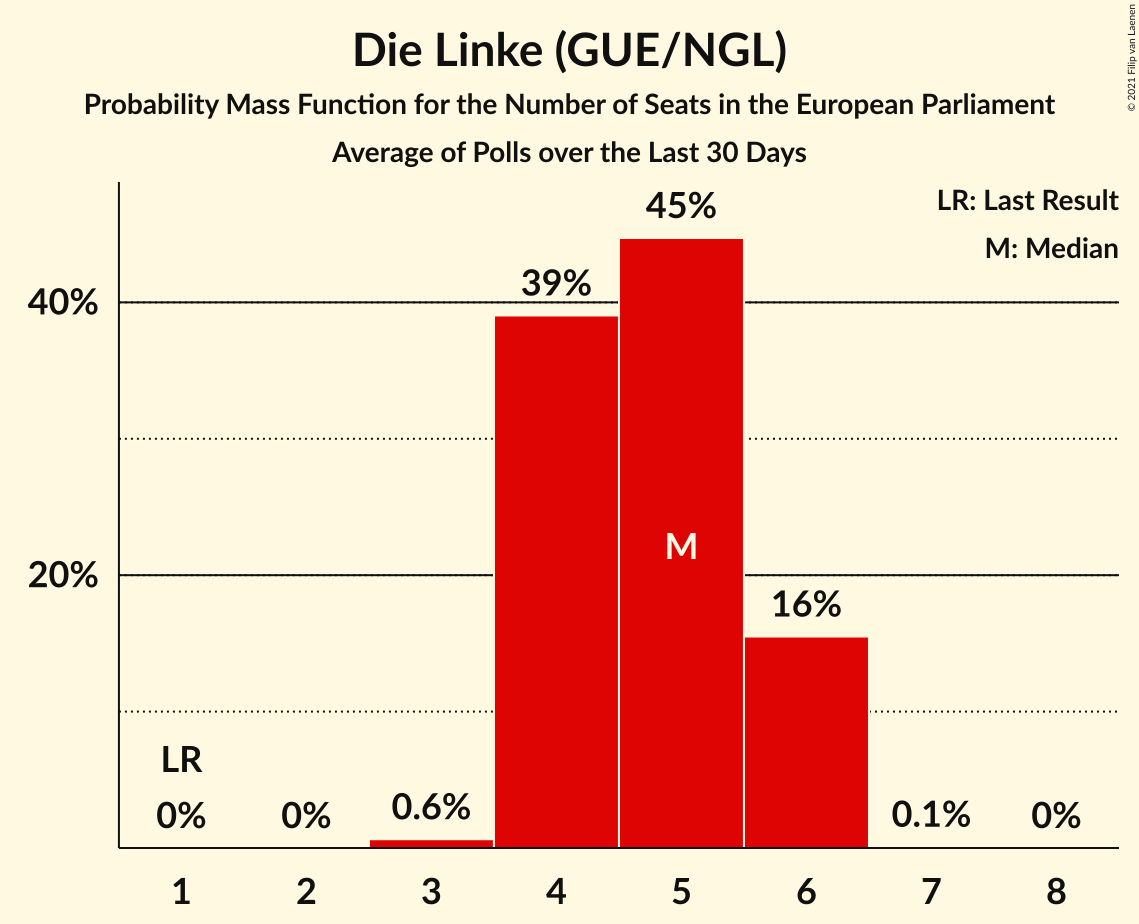 Die Linke (GUE/NGL)
Probability Mass Function for the Number of Seats in the European Parliament
Average of Polls over the Last 30 Days
© 2021 Filip van Laenen
LR: Last Result
M: Median
45%
39%
40%
M
20%
16%
LR
0%
0%
0.6%
0.1%
0%
1 2 3 4 5 6 7 8